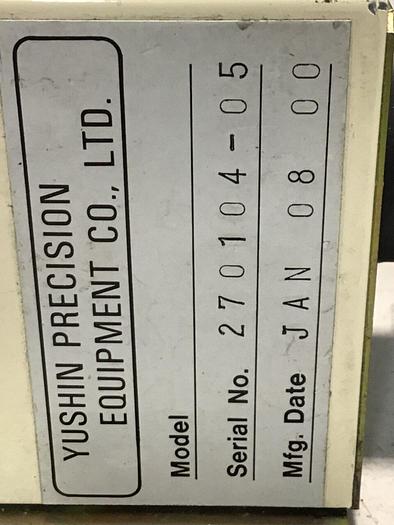 YUSHIN PRECISION
EQUIPMENT CO., LTD.
Model
Serial No. 270104-05
Mfg. Date JAN 08 00